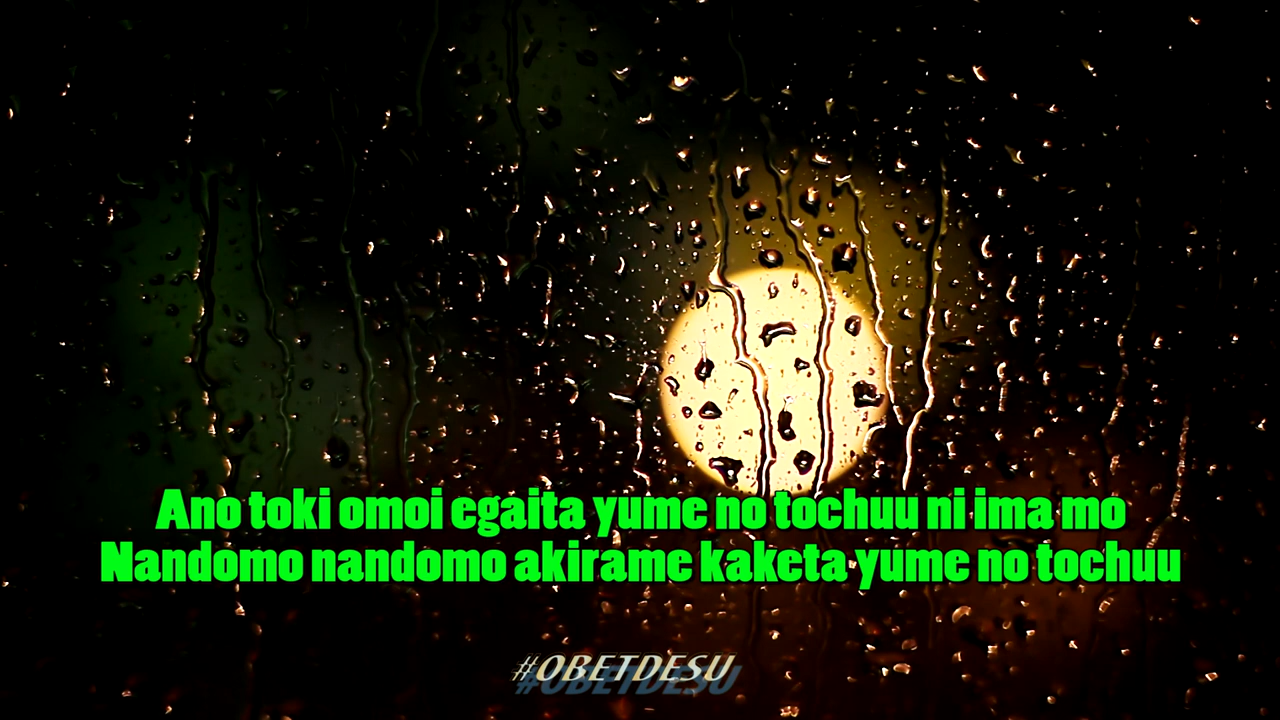 Ano toki omoi egaita yume no tochuu ni ima mo
Nandomo nandomo akirame kaketa yume no tochuu
#OBETDESU